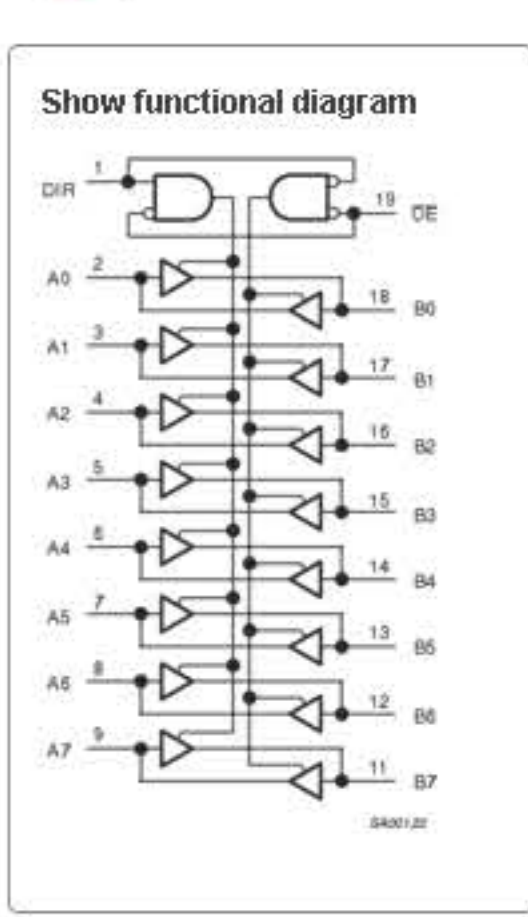 Show functional diagram
1
DIR
19
OE
A0 2
18 B0
A1 3
17 B1
A2 4
16 B2
A3 5
15 B3
A4 6
14 B4
A5 7
13 B5
A6 8
12 B6
A7 9
11 B7